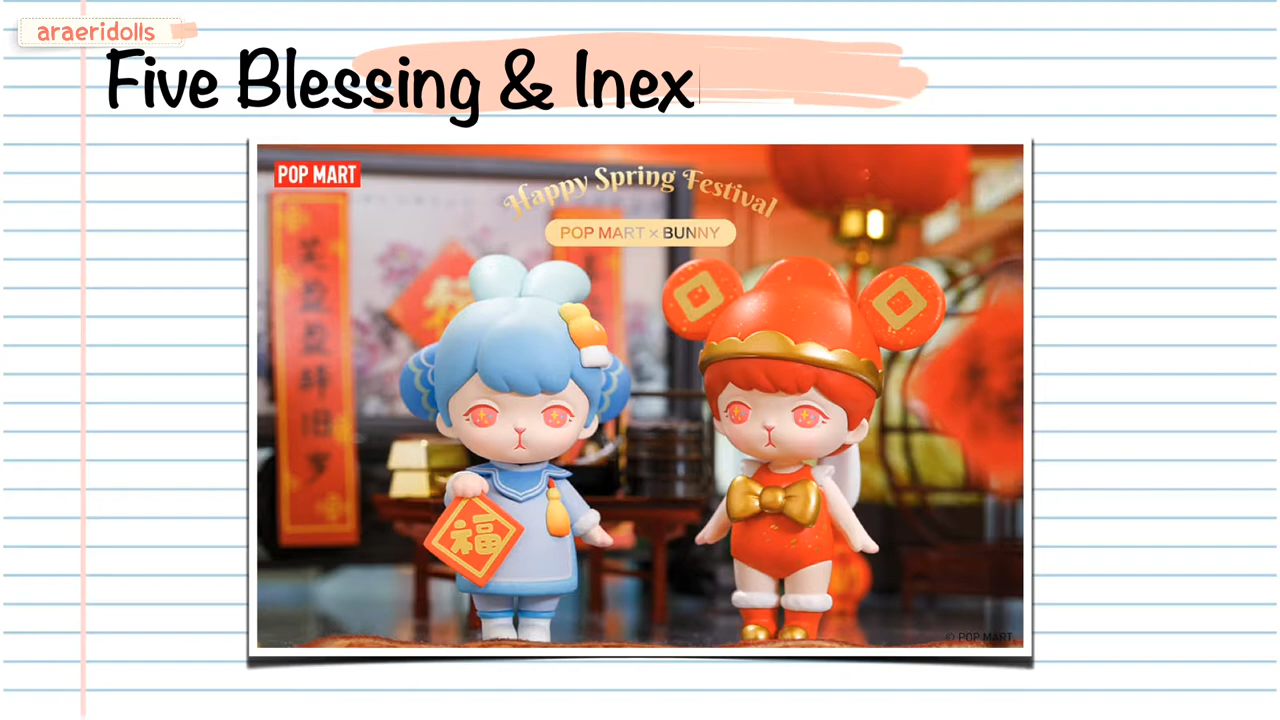 araeridolls
Five Blessing & Inex
POP MART
Happy Spring Festival
POP MART × BUNNY
福
© POP MART